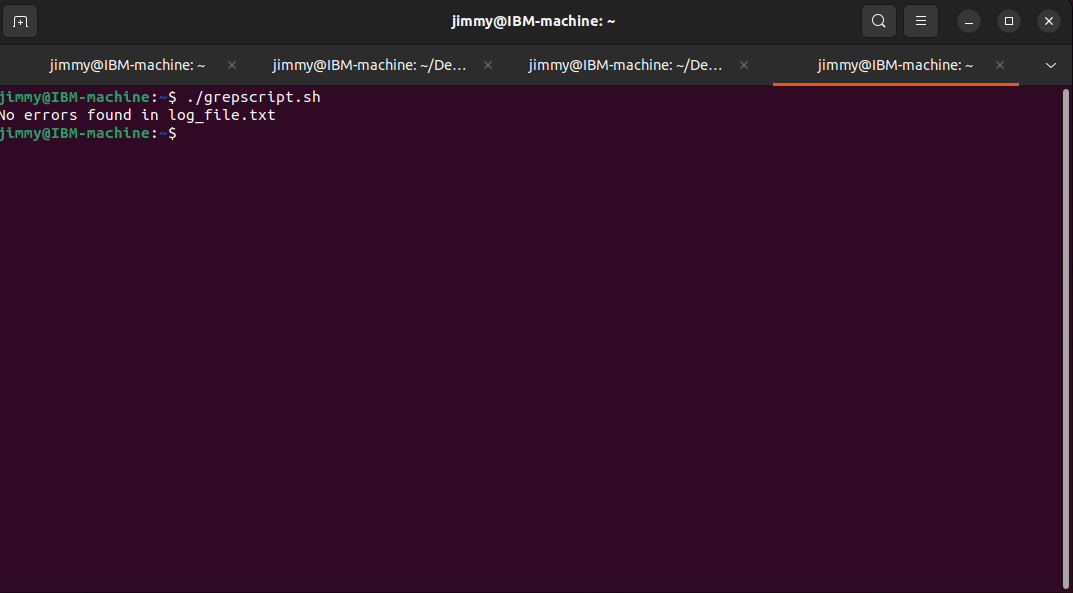 jimmy@IBM-machine: ~
jimmy@IBM-machine: ~
jimmy@IBM-machine: ~/De...
jimmy@IBM-machine: ~/De...
jimmy@IBM-machine: ~
jimmy@IBM-machine:~$ ./grepscript.sh
No errors found in log_file.txt
jimmy@IBM-machine:~$